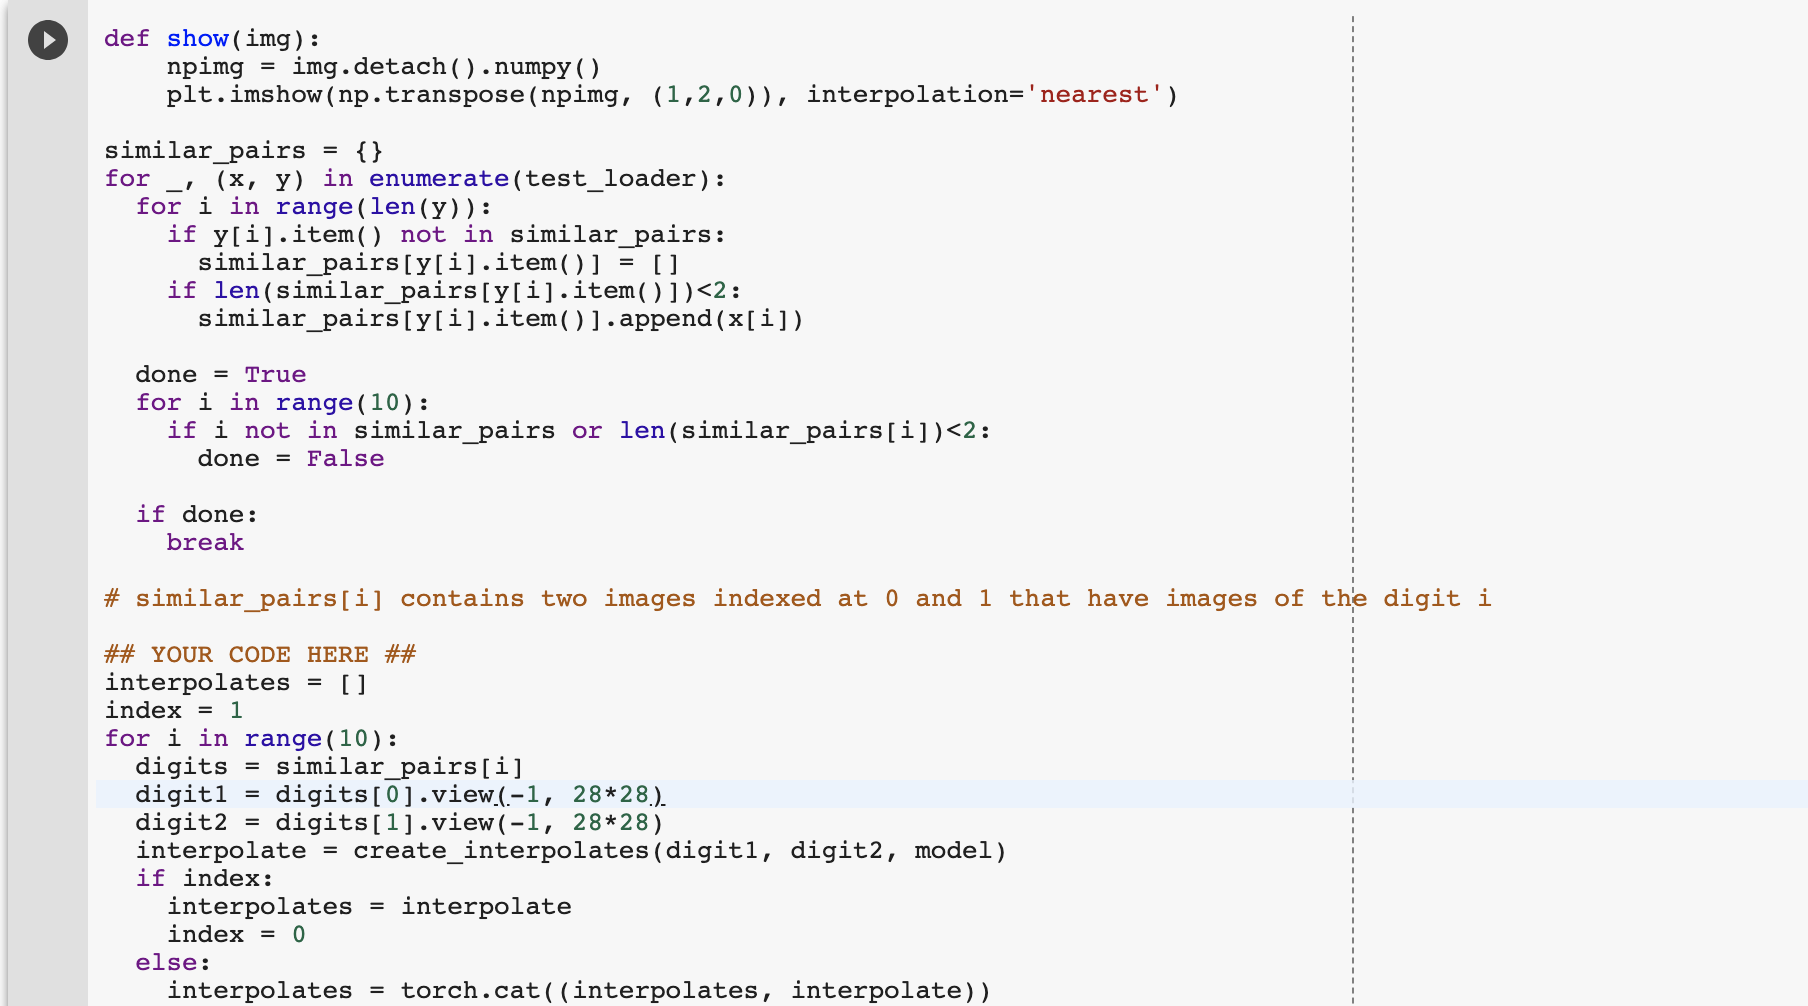 def show(img):
    npimg = img.detach().numpy()
    plt.imshow(np.transpose(npimg, (1,2,0)), interpolation='nearest')

similar_pairs = {}
for _, (x, y) in enumerate(test_loader):
  for i in range(len(y)):
    if y[i].item() not in similar_pairs:
      similar_pairs[y[i].item()] = []
    if len(similar_pairs[y[i].item()])<2:
      similar_pairs[y[i].item()].append(x[i])

  done = True
  for i in range(10):
    if i not in similar_pairs or len(similar_pairs[i])<2:
      done = False

  if done:
    break

# similar_pairs[i] contains two images indexed at 0 and 1 that have images of the digit i

## YOUR CODE HERE ##
interpolates = []
index = 1
for i in range(10):
  digits = similar_pairs[i]
  digit1 = digits[0].view(-1, 28*28)
  digit2 = digits[1].view(-1, 28*28)
  interpolate = create_interpolates(digit1, digit2, model)
  if index:
    interpolates = interpolate
    index = 0
  else:
    interpolates = torch.cat((interpolates, interpolate))